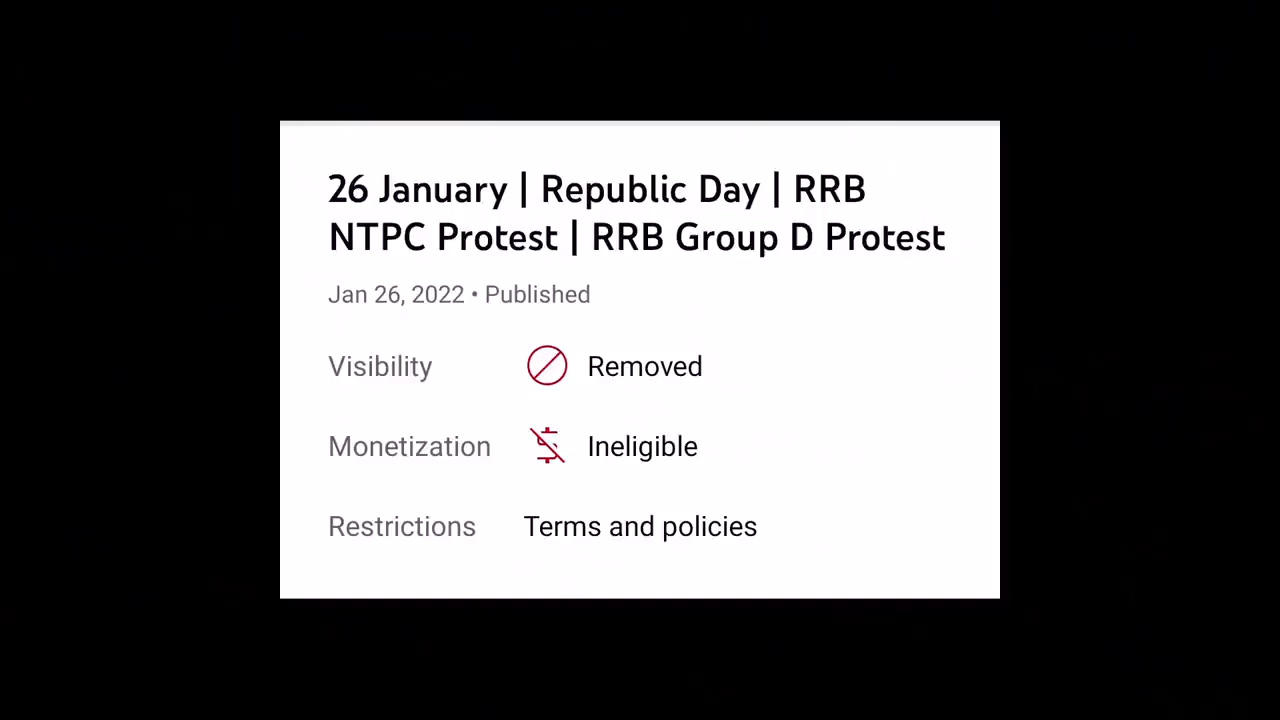 26 January | Republic Day | RRB
NTPC Protest | RRB Group D Protest
Jan 26, 2022 • Published
Visibility Removed
Monetization Ineligible
Restrictions Terms and policies